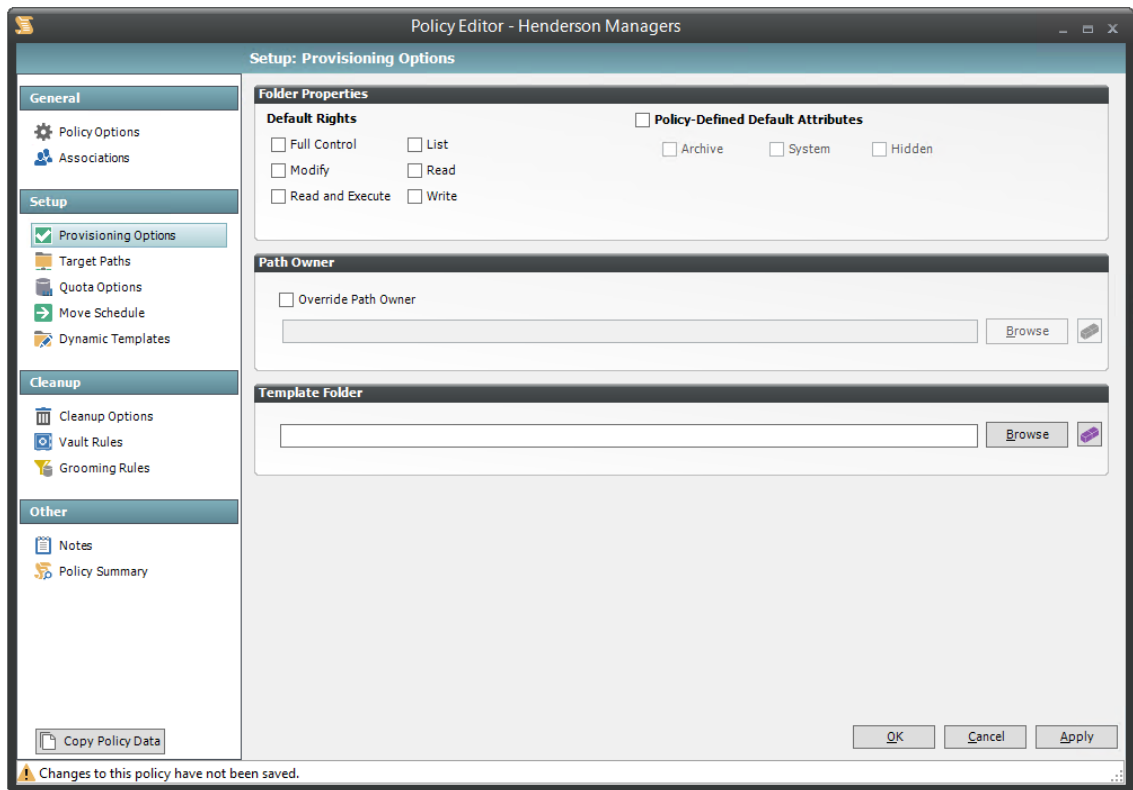 Policy Editor - Henderson Managers
Setup: Provisioning Options
General
Policy Options
Associations
Setup
Provisioning Options
Target Paths
Quota Options
Move Schedule
Dynamic Templates
Cleanup
Cleanup Options
Vault Rules
Grooming Rules
Other
Notes
Policy Summary
Copy Policy Data
Folder Properties
Default Rights
Full Control List
Modify Read
Read and Execute Write
Policy-Defined Default Attributes
Archive System Hidden
Path Owner
Override Path Owner
Browse
Template Folder
Browse
OK Cancel Apply
Changes to this policy have not been saved.